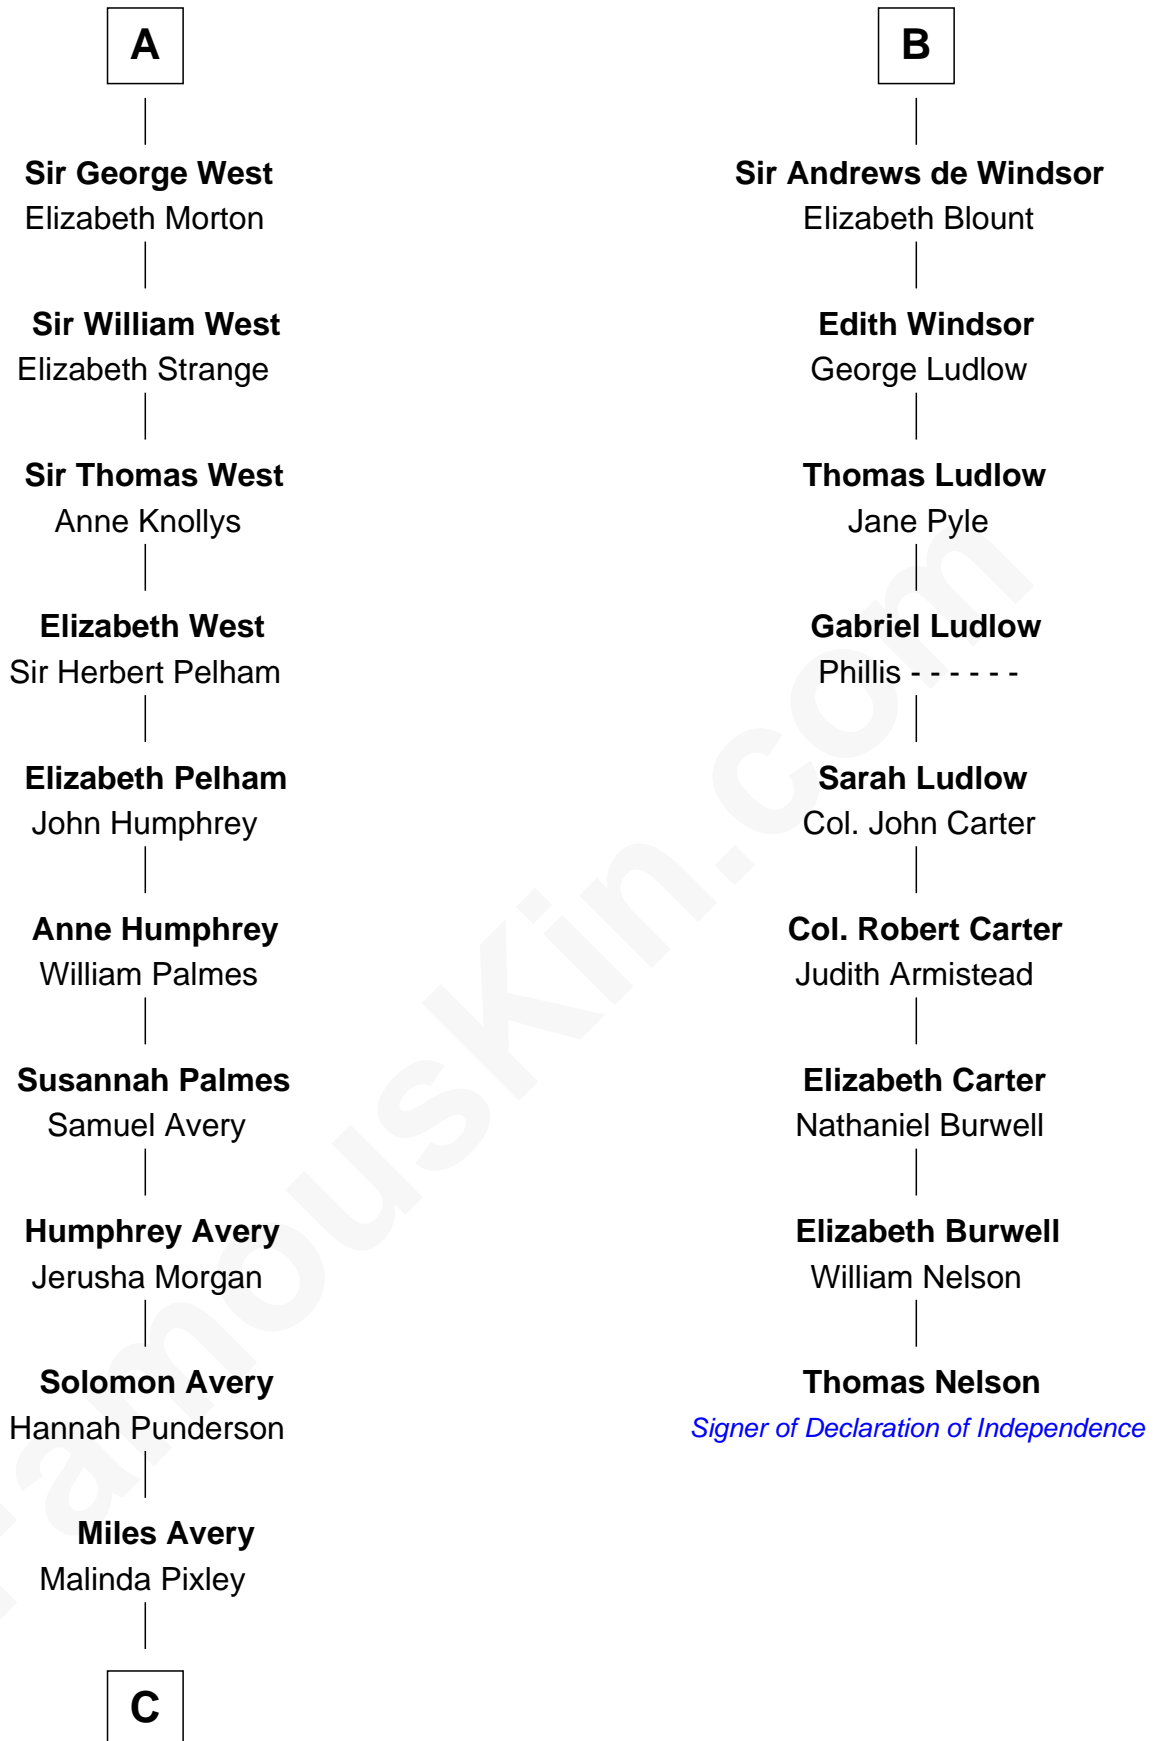 A
Sir George West
Elizabeth Morton
Sir William West
Elizabeth Strange
Sir Thomas West
Anne Knollys
Elizabeth West
Sir Herbert Pelham
Elizabeth Pelham
John Humphrey
Anne Humphrey
William Palmes
Susannah Palmes
Samuel Avery
Humphrey Avery
Jerusha Morgan
Solomon Avery
Hannah Punderson
Miles Avery
Malinda Pixley
C
B
Sir Andrews de Windsor
Elizabeth Blount
Edith Windsor
George Ludlow
Thomas Ludlow
Jane Pyle
Gabriel Ludlow
Phillis - - - - - -
Sarah Ludlow
Col. John Carter
Col. Robert Carter
Judith Armistead
Elizabeth Carter
Nathaniel Burwell
Elizabeth Burwell
William Nelson
Thomas Nelson
Signer of Declaration of Independence
FamousKin.com